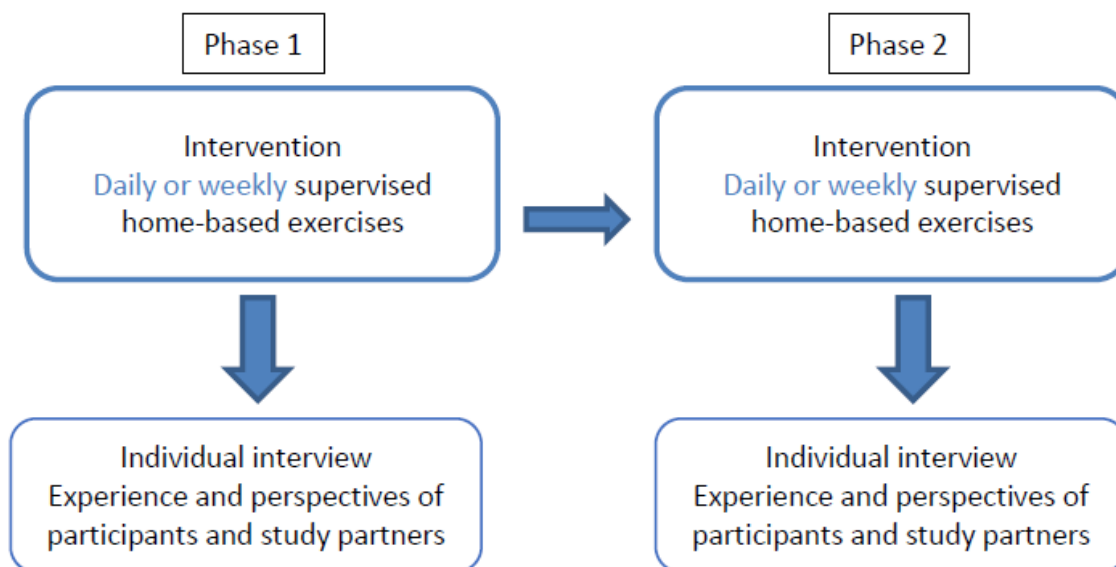 Phase 1
Intervention
Daily or weekly supervised
home-based exercises
Individual interview
Experience and perspectives of
participants and study partners
Phase 2
Intervention
Daily or weekly supervised
home-based exercises
Individual interview
Experience and perspectives of
participants and study partners